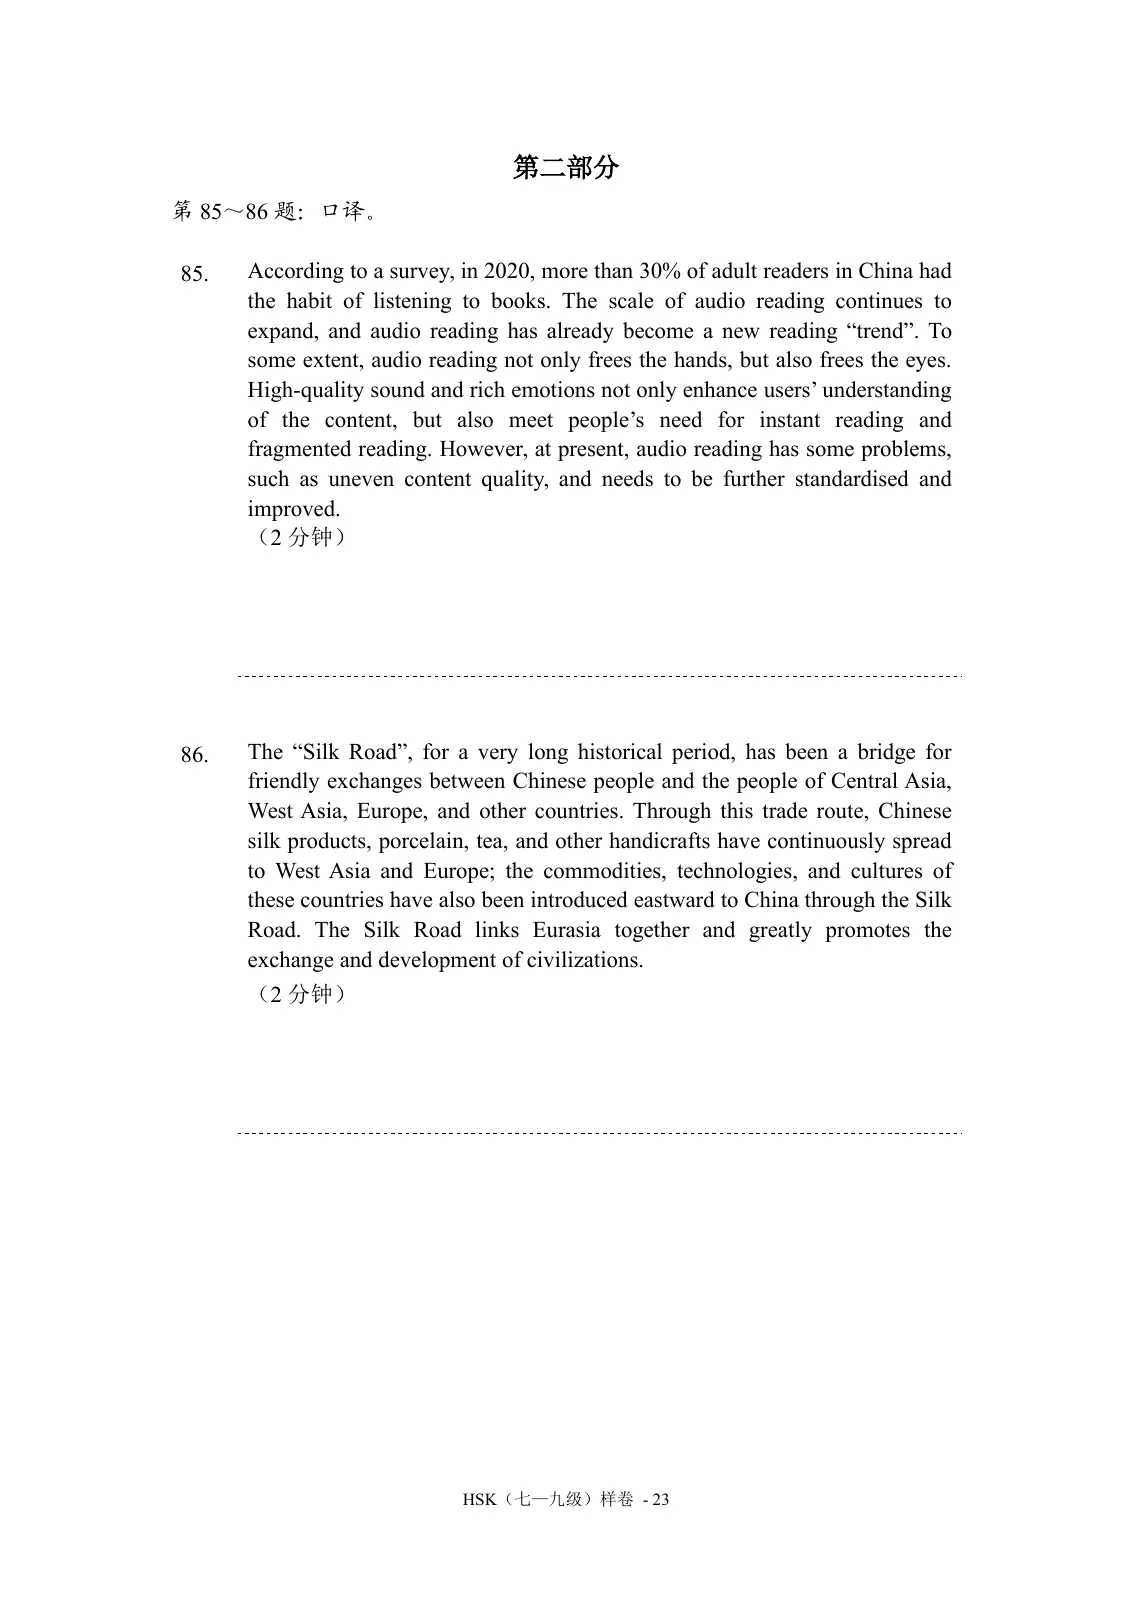 第二部分
第 85～86 题：口译。
85. According to a survey, in 2020, more than 30% of adult readers in China had
the habit of listening to books. The scale of audio reading continues to
expand, and audio reading has already become a new reading “trend”. To
some extent, audio reading not only frees the hands, but also frees the eyes.
High-quality sound and rich emotions not only enhance users’ understanding
of the content, but also meet people’s need for instant reading and
fragmented reading. However, at present, audio reading has some problems,
such as uneven content quality, and needs to be further standardised and
improved.
（2 分钟）
86. The “Silk Road”, for a very long historical period, has been a bridge for
friendly exchanges between Chinese people and the people of Central Asia,
West Asia, Europe, and other countries. Through this trade route, Chinese
silk products, porcelain, tea, and other handicrafts have continuously spread
to West Asia and Europe; the commodities, technologies, and cultures of
these countries have also been introduced eastward to China through the Silk
Road. The Silk Road links Eurasia together and greatly promotes the
exchange and development of civilizations.
（2 分钟）
HSK（七—九级）样卷 - 23